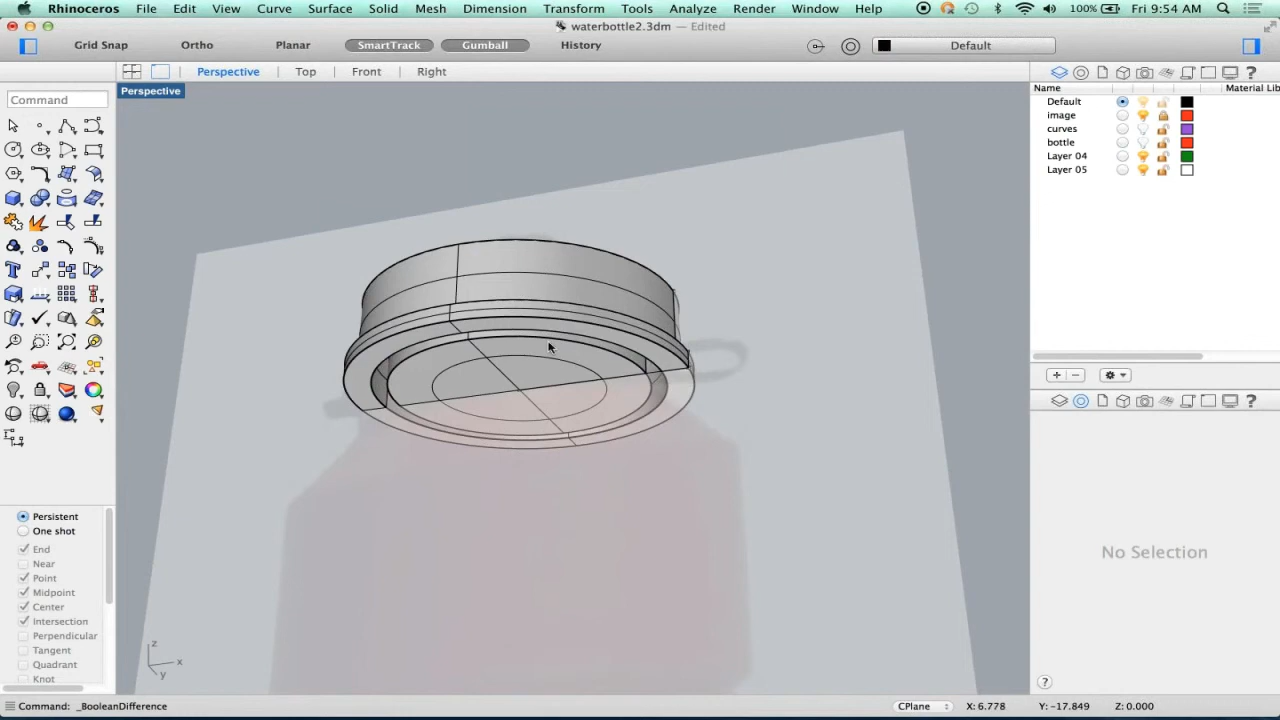 Rhinoceros File Edit View Curve Surface Solid Mesh Dimension Transform Tools Analyze Render Window Help 100% Fri 9:54 AM
waterbottle2.3dm — Edited
Grid Snap Ortho Planar SmartTrack Gumball History Default
Perspective Top Front Right
Perspective
Command
Name Material Lib
Default
image
curves
bottle
Layer 04
Layer 05
No Selection
Persistent
One shot
End
Near
Point
Midpoint
Center
Intersection
Perpendicular
Tangent
Quadrant
Knot
z
x
y
Command: _BooleanDifference CPlane X: 6.778 Y: -17.849 Z: 0.000